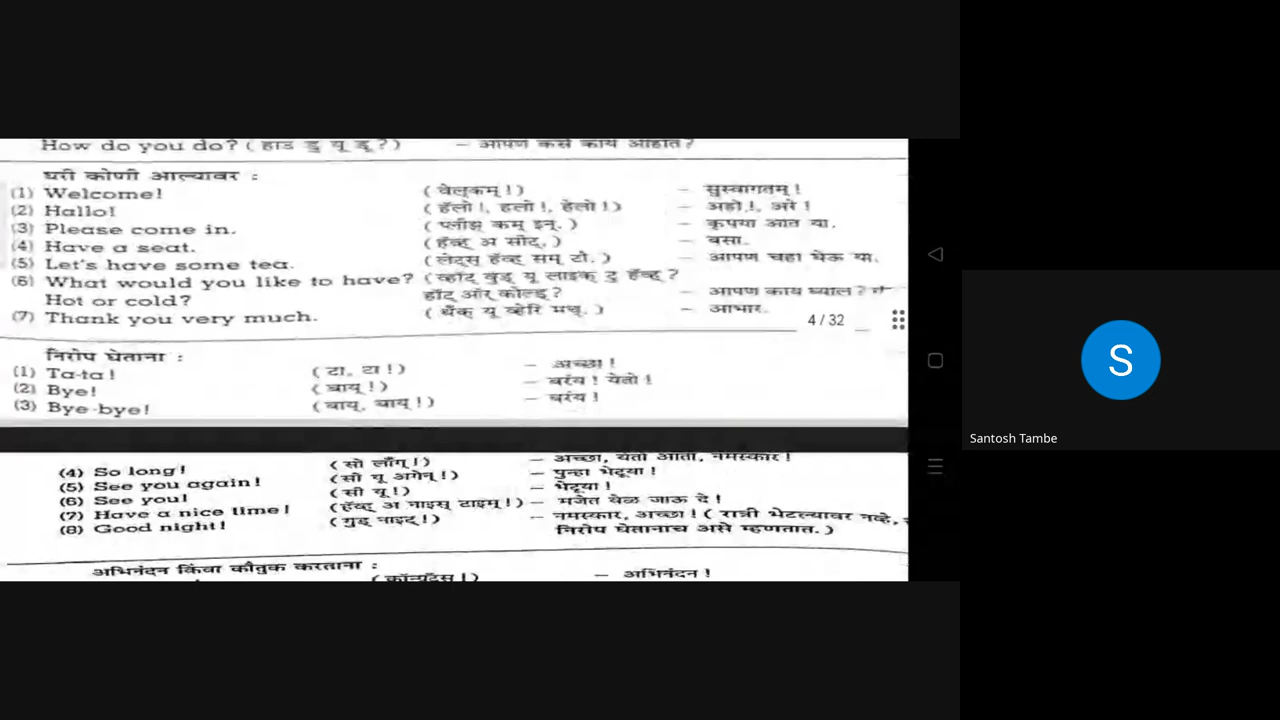 How do you do? ( हाउ डु यू डू ? ) – आपण कसे काय आहात?
घरी कोणी आल्यावर :
(1) Welcome! ( वेल्कम् ! ) – सुस्वागतम् !
(2) Hallo! ( हॅलो !, हलो !, हेलो ! ) – अहो !, अरे !
(3) Please come in. ( प्लीझ् कम् इन्. ) – कृपया आत या.
(4) Have a seat. ( हॅव्ह् अ सीट्. ) – बसा.
(5) Let's have some tea. ( लेट्स् हॅव्ह् सम् टी. ) – आपण चहा घेऊ या.
(6) What would you like to have? ( व्हॉट् वुड् यू लाइक् टु हॅव्ह् ?
Hot or cold? हॉट् ऑर् कोल्ड् ? – आपण काय घ्याल ?
(7) Thank you very much. ( थँक् यू व्हेरि मच्. ) – आभार.
4 / 32
निरोप घेताना :
(1) Ta-ta! ( टा, टा ! ) – अच्छा !
(2) Bye! ( बाय् ! ) – बरंय ! येतो !
(3) Bye-bye! ( बाय्, बाय् ! ) – बरंय !
(4) So long! ( सो लाँग् ! ) – अच्छा, येतो आता, नमस्कार !
(5) See you again! ( सी यू अगेन् ! ) – पुन्हा भेटूया !
(6) See you! ( सी यू ! ) – भेटूया !
(7) Have a nice time! ( हॅव्ह् अ नाइस् टाइम् ! ) – मजेत वेळ जाऊ दे !
(8) Good night! ( गुड् नाइट् ! ) – नमस्कार, अच्छा ! ( रात्री भेटल्यावर नव्हे,
निरोप घेतानाच असे म्हणतात. )
अभिनंदन किंवा कौतुक करताना :
– अभिनंदन !
S
Santosh Tambe